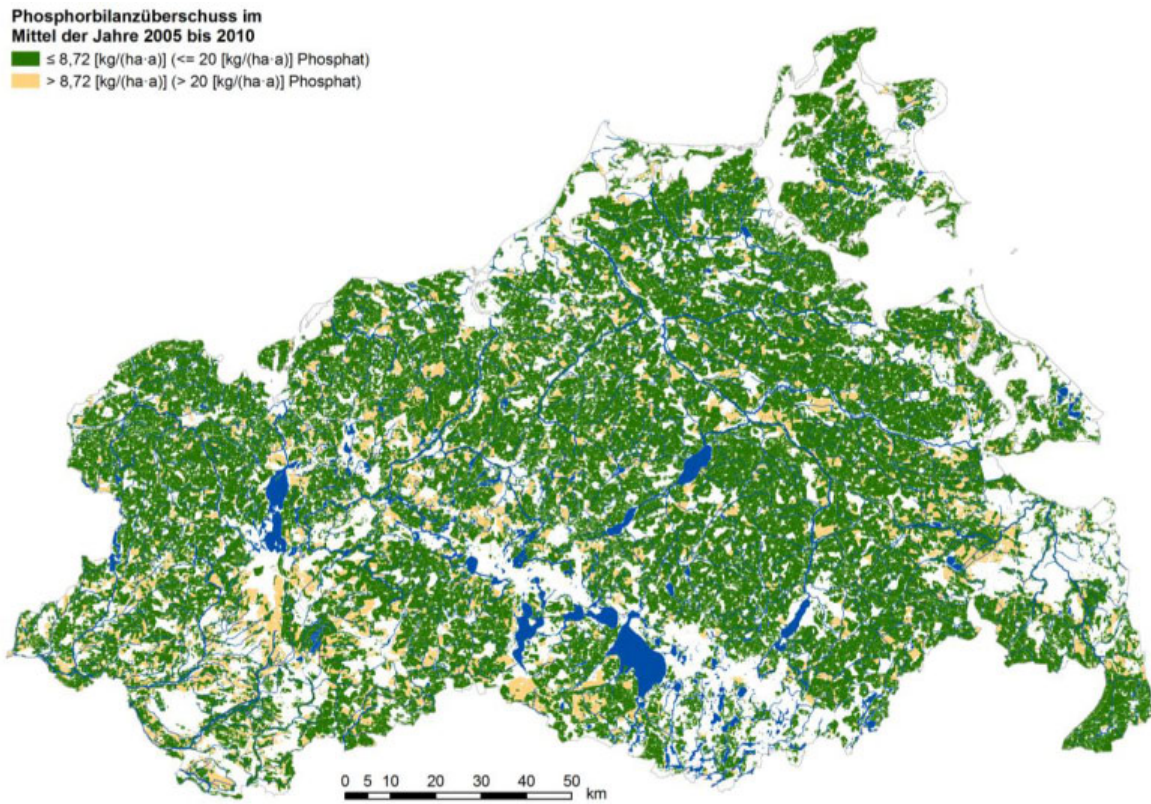 Phosphorbilanzüberschuss im
Mittel der Jahre 2005 bis 2010
≤ 8,72 [kg/(ha·a)] (<= 20 [kg/(ha·a)] Phosphat)
> 8,72 [kg/(ha·a)] (> 20 [kg/(ha·a)] Phosphat)
0 5 10 20 30 40 50
km